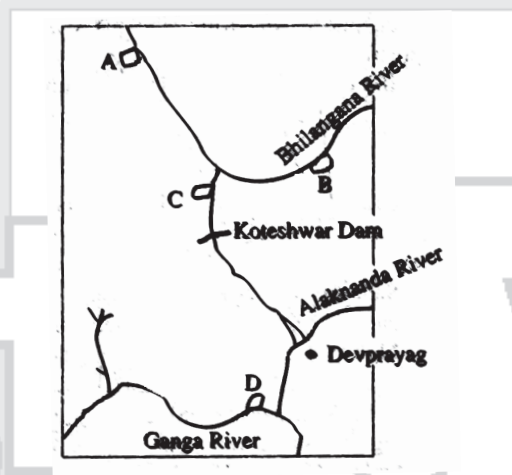 A
Bhilangana River
B
C
Koteshwar Dam
Alaknanda River
Devprayag
D
Ganga River